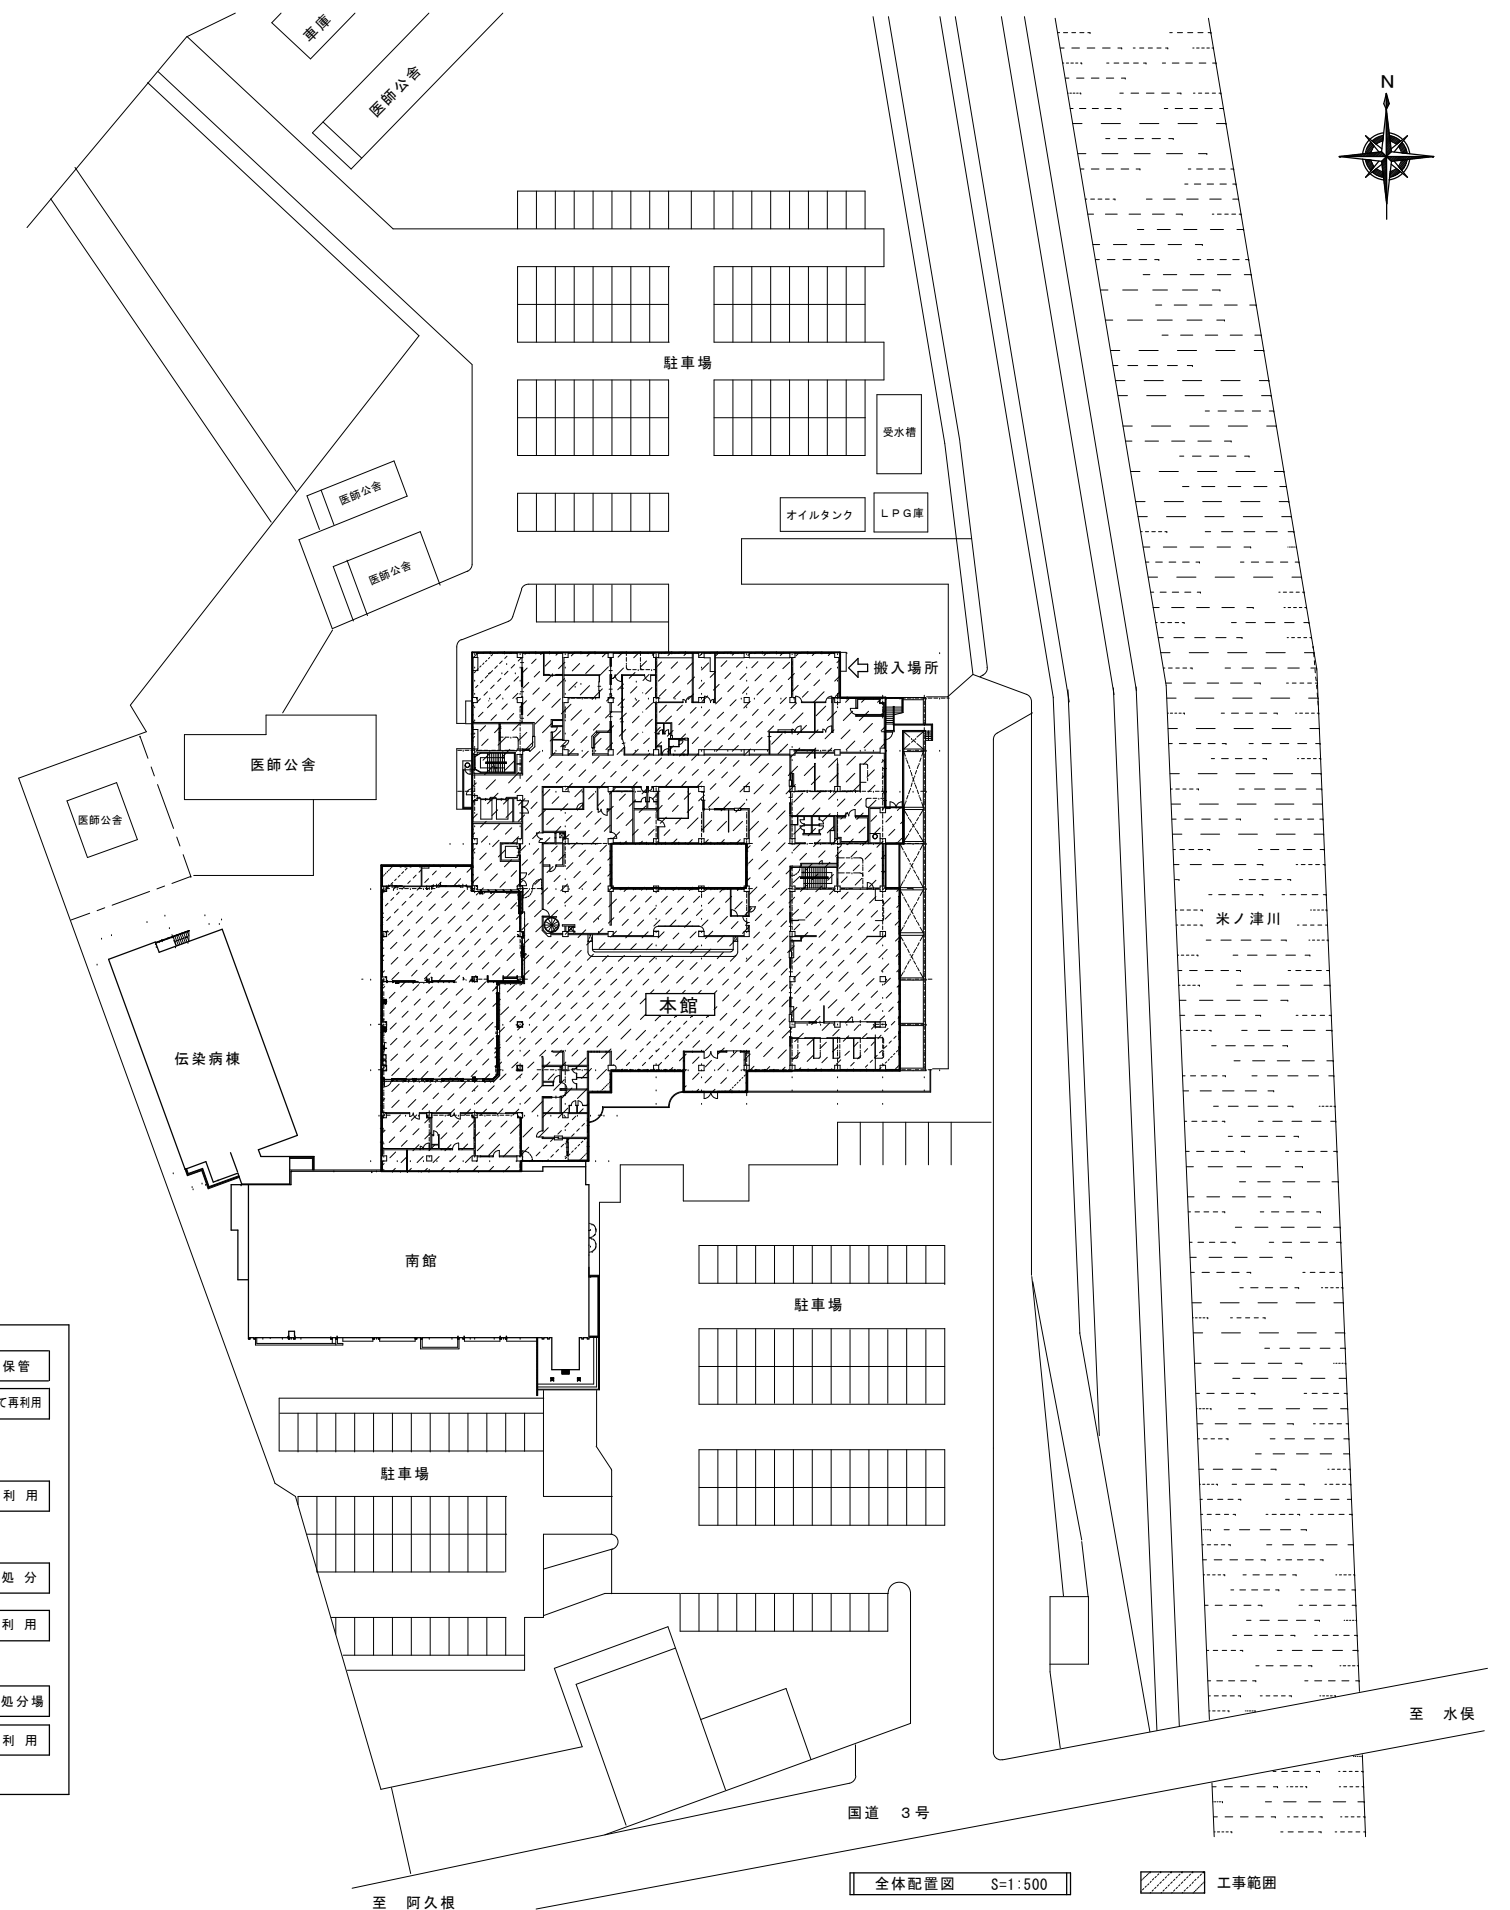 車庫
医師公舎
N
駐車場
受水槽
オイルタンク
ＬＰＧ庫
医師公舎
医師公舎
搬入場所
医師公舎
医師公舎
米ノ津川
本館
伝染病棟
南館
駐車場
保管
て再利用
駐車場
利 用
処 分
利 用
処分場
利 用
至 水俣
国道 3号
全体配置図 S=1:500
工事範囲
至 阿久根